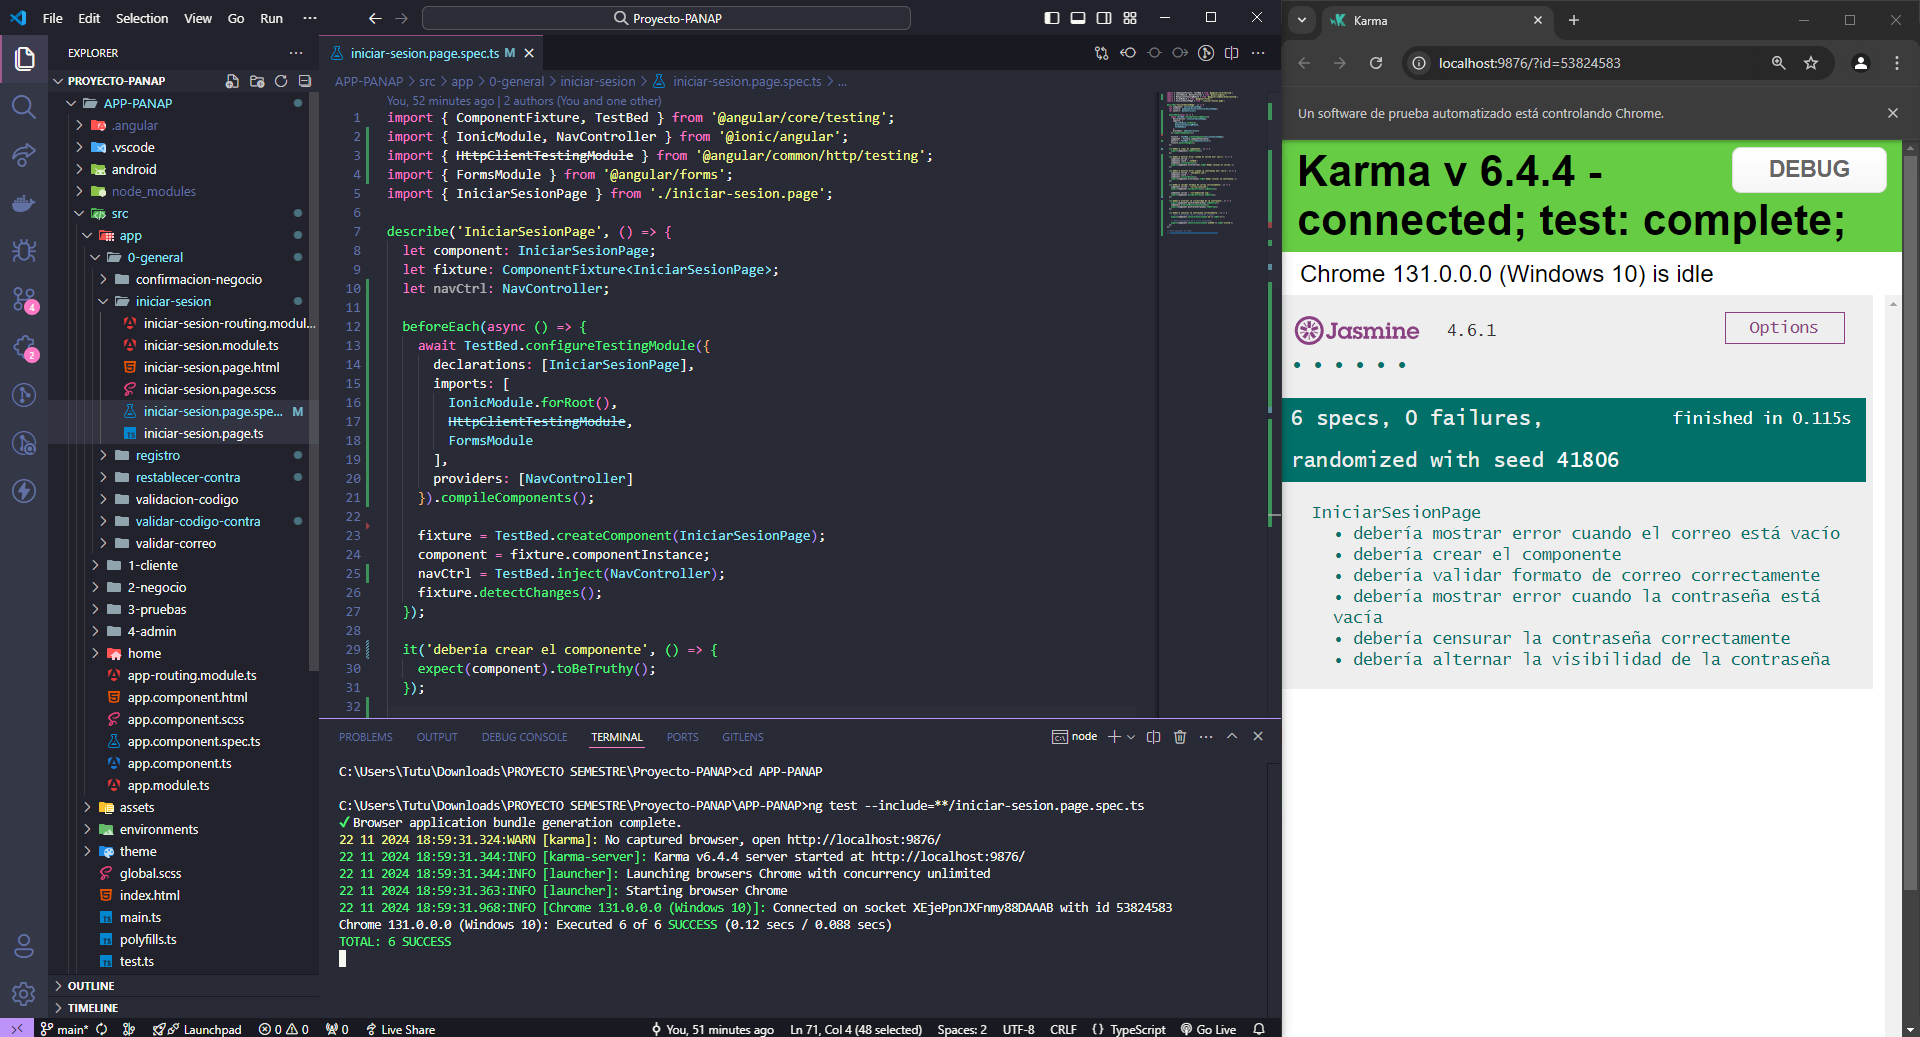 File Edit Selection View Go Run ··· Proyecto-PANAP
EXPLORER
PROYECTO-PANAP
APP-PANAP
.angular
.vscode
android
node_modules
src
app
0-general
confirmacion-negocio
iniciar-sesion
iniciar-sesion-routing.modul...
iniciar-sesion.module.ts
iniciar-sesion.page.html
iniciar-sesion.page.scss
iniciar-sesion.page.spe... M
iniciar-sesion.page.ts
registro
restablecer-contra
validacion-codigo
validar-codigo-contra
validar-correo
1-cliente
2-negocio
3-pruebas
4-admin
home
app-routing.module.ts
app.component.html
app.component.scss
app.component.spec.ts
app.component.ts
app.module.ts
assets
environments
theme
global.scss
index.html
main.ts
polyfills.ts
test.ts
OUTLINE
TIMELINE
4
2
iniciar-sesion.page.spec.ts M
APP-PANAP > src > app > 0-general > iniciar-sesion > iniciar-sesion.page.spec.ts > ...
You, 52 minutes ago | 2 authors (You and one other)
1 import { ComponentFixture, TestBed } from '@angular/core/testing';
2 import { IonicModule, NavController } from '@ionic/angular';
3 import { HttpClientTestingModule } from '@angular/common/http/testing';
4 import { FormsModule } from '@angular/forms';
5 import { IniciarSesionPage } from './iniciar-sesion.page';
6
7 describe('IniciarSesionPage', () => {
8 let component: IniciarSesionPage;
9 let fixture: ComponentFixture<IniciarSesionPage>;
10 let navCtrl: NavController;
11
12 beforeEach(async () => {
13 await TestBed.configureTestingModule({
14 declarations: [IniciarSesionPage],
15 imports: [
16 IonicModule.forRoot(),
17 HttpClientTestingModule,
18 FormsModule
19 ],
20 providers: [NavController]
21 }).compileComponents();
22
23 fixture = TestBed.createComponent(IniciarSesionPage);
24 component = fixture.componentInstance;
25 navCtrl = TestBed.inject(NavController);
26 fixture.detectChanges();
27 });
28
29 it('debería crear el componente', () => {
30 expect(component).toBeTruthy();
31 });
32
PROBLEMS OUTPUT DEBUG CONSOLE TERMINAL PORTS GITLENS node
C:\Users\Tutu\Downloads\PROYECTO SEMESTRE\Proyecto-PANAP>cd APP-PANAP
C:\Users\Tutu\Downloads\PROYECTO SEMESTRE\Proyecto-PANAP\APP-PANAP>ng test --include=**/iniciar-sesion.page.spec.ts
✓ Browser application bundle generation complete.
22 11 2024 18:59:31.324:WARN [karma]: No captured browser, open http://localhost:9876/
22 11 2024 18:59:31.344:INFO [karma-server]: Karma v6.4.4 server started at http://localhost:9876/
22 11 2024 18:59:31.344:INFO [launcher]: Launching browsers Chrome with concurrency unlimited
22 11 2024 18:59:31.363:INFO [launcher]: Starting browser Chrome
22 11 2024 18:59:31.968:INFO [Chrome 131.0.0.0 (Windows 10)]: Connected on socket XEjePpnJXFnmy88DAAAB with id 53824583
Chrome 131.0.0.0 (Windows 10): Executed 6 of 6 SUCCESS (0.12 secs / 0.088 secs)
TOTAL: 6 SUCCESS
main* Launchpad 0 0 0 Live Share You, 51 minutes ago Ln 71, Col 4 (48 selected) Spaces: 2 UTF-8 CRLF {} TypeScript Go Live
Karma
localhost:9876/?id=53824583
Un software de prueba automatizado está controlando Chrome.
Karma v 6.4.4 - connected; test: complete;
DEBUG
Chrome 131.0.0.0 (Windows 10) is idle
Jasmine 4.6.1 Options
• • • • • •
6 specs, 0 failures, finished in 0.115s
randomized with seed 41806
IniciarSesionPage
• debería mostrar error cuando el correo está vacío
• debería crear el componente
• debería validar formato de correo correctamente
• debería mostrar error cuando la contraseña está
vacía
• debería censurar la contraseña correctamente
• debería alternar la visibilidad de la contraseña